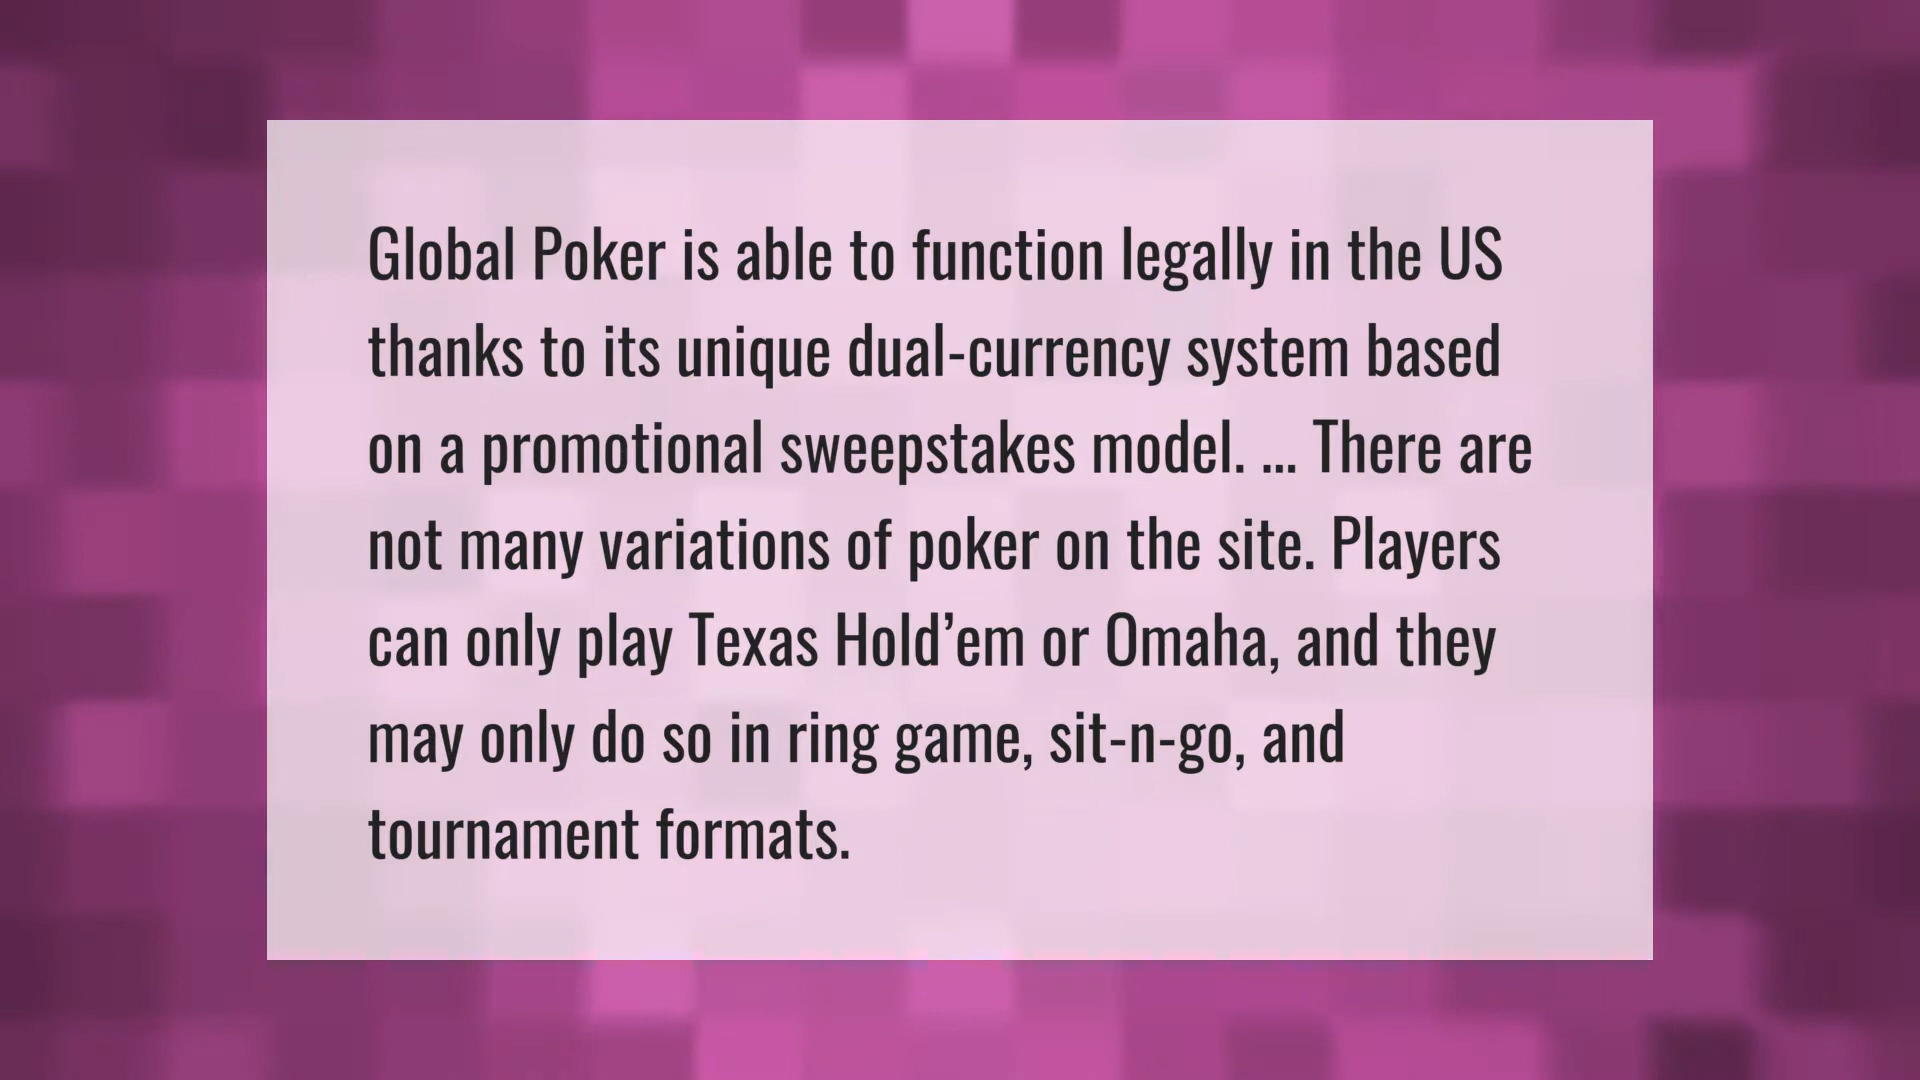 Global Poker is able to function legally in the US
thanks to its unique dual-currency system based
on a promotional sweepstakes model. ... There are
not many variations of poker on the site. Players
can only play Texas Hold’em or Omaha, and they
may only do so in ring game, sit-n-go, and
tournament formats.